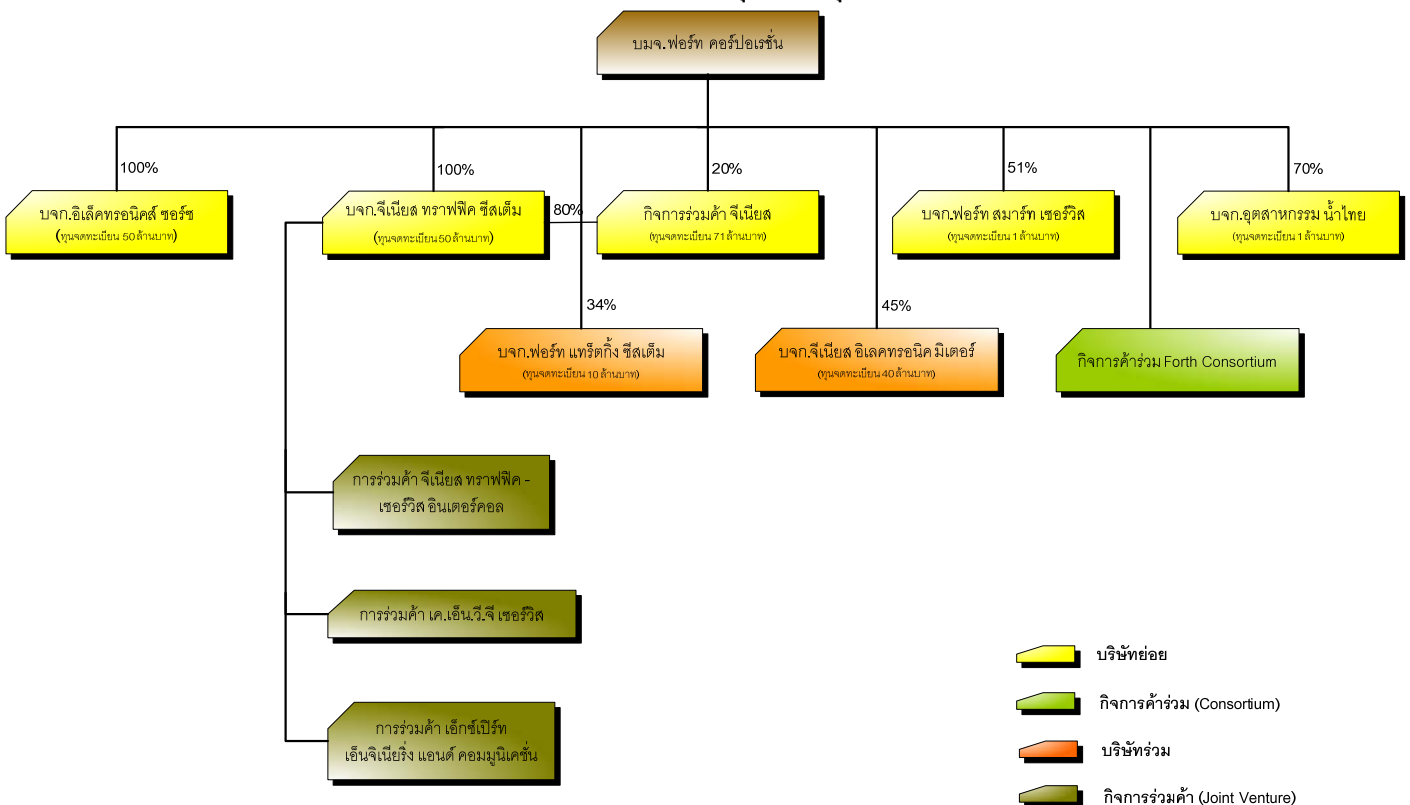 บมจ.ฟอร์ท คอร์ปอเรชั่น
100%
100%
20%
51%
70%
บจก.อิเล็คทรอนิคส์ ซอร์ซ
(ทุนจดทะเบียน 50 ล้านบาท)
บจก.จีเนียส ทราฟฟิค ซีสเต็ม
(ทุนจดทะเบียน 50 ล้านบาท)
80%
กิจการร่วมค้า จีเนียส
(ทุนจดทะเบียน 71 ล้านบาท)
บจก.ฟอร์ท สมาร์ท เซอร์วิส
(ทุนจดทะเบียน 1 ล้านบาท)
บจก.อุตสาหกรรม น้ำไทย
(ทุนจดทะเบียน 1 ล้านบาท)
34%
45%
บจก.ฟอร์ท แทร็ตกิ้ง ซีสเต็ม
(ทุนจดทะเบียน 10 ล้านบาท)
บจก.จีเนียส อิเลคทรอนิค มิเตอร์
(ทุนจดทะเบียน 40 ล้านบาท)
กิจการค้าร่วม Forth Consortium
การร่วมค้า จีเนียส ทราฟฟิค -
เซอร์วิส อินเตอร์คอล
การร่วมค้า เค.เอ็น.วี.จี เซอร์วิส
การร่วมค้า เอ็กซ์เปิร์ท
เอ็นจิเนียริ่ง แอนด์ คอมมูนิเคชั่น
บริษัทย่อย
กิจการค้าร่วม (Consortium)
บริษัทร่วม
กิจการร่วมค้า (Joint Venture)